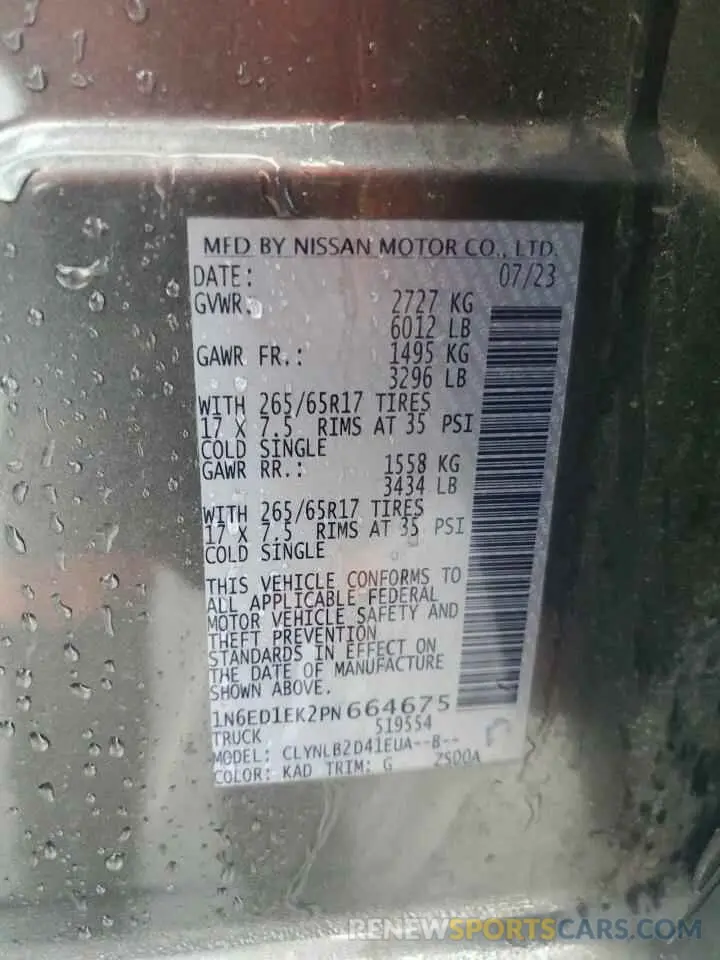 MFD BY NISSAN MOTOR CO., LTD.
DATE: 07/23
GVWR: 2727 KG
6012 LB
GAWR FR.: 1495 KG
3296 LB
WITH 265/65R17 TIRES
17 X 7.5 RIMS AT 35 PSI
COLD SINGLE
GAWR RR.: 1558 KG
3434 LB
WITH 265/65R17 TIRES
17 X 7.5 RIMS AT 35 PSI
COLD SINGLE
THIS VEHICLE CONFORMS TO
ALL APPLICABLE FEDERAL
MOTOR VEHICLE SAFETY AND
THEFT PREVENTION
STANDARDS IN EFFECT ON
THE DATE OF MANUFACTURE
SHOWN ABOVE.
1N6ED1EK2PN664675
TRUCK 519554
MODEL: CLYNLB2D41EUA--B--
COLOR: KAD TRIM: G 2500A
RENEWSPORTSCARS.COM